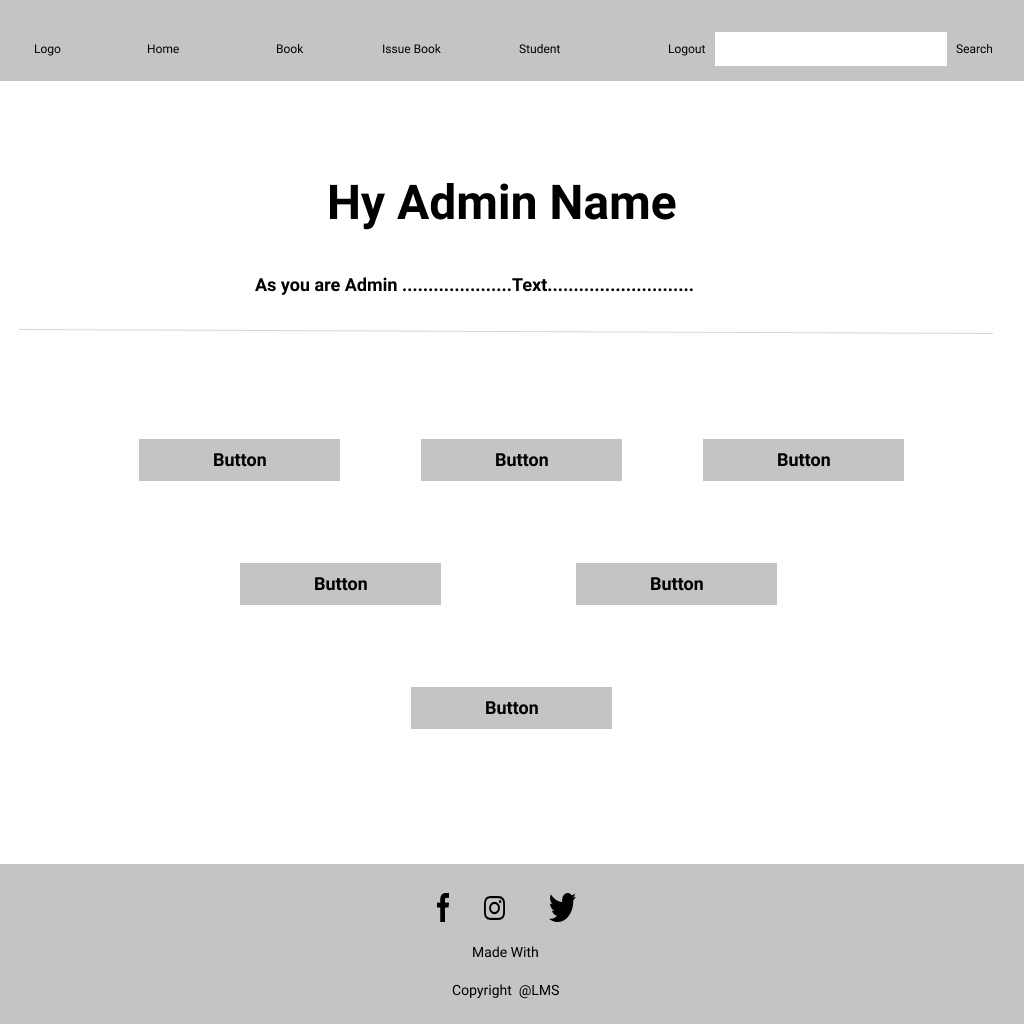 Logo Home Book Issue Book Student Logout Search
Hy Admin Name
As you are Admin .....................Text............................
Button Button Button
Button Button
Button
Made With
Copyright @LMS